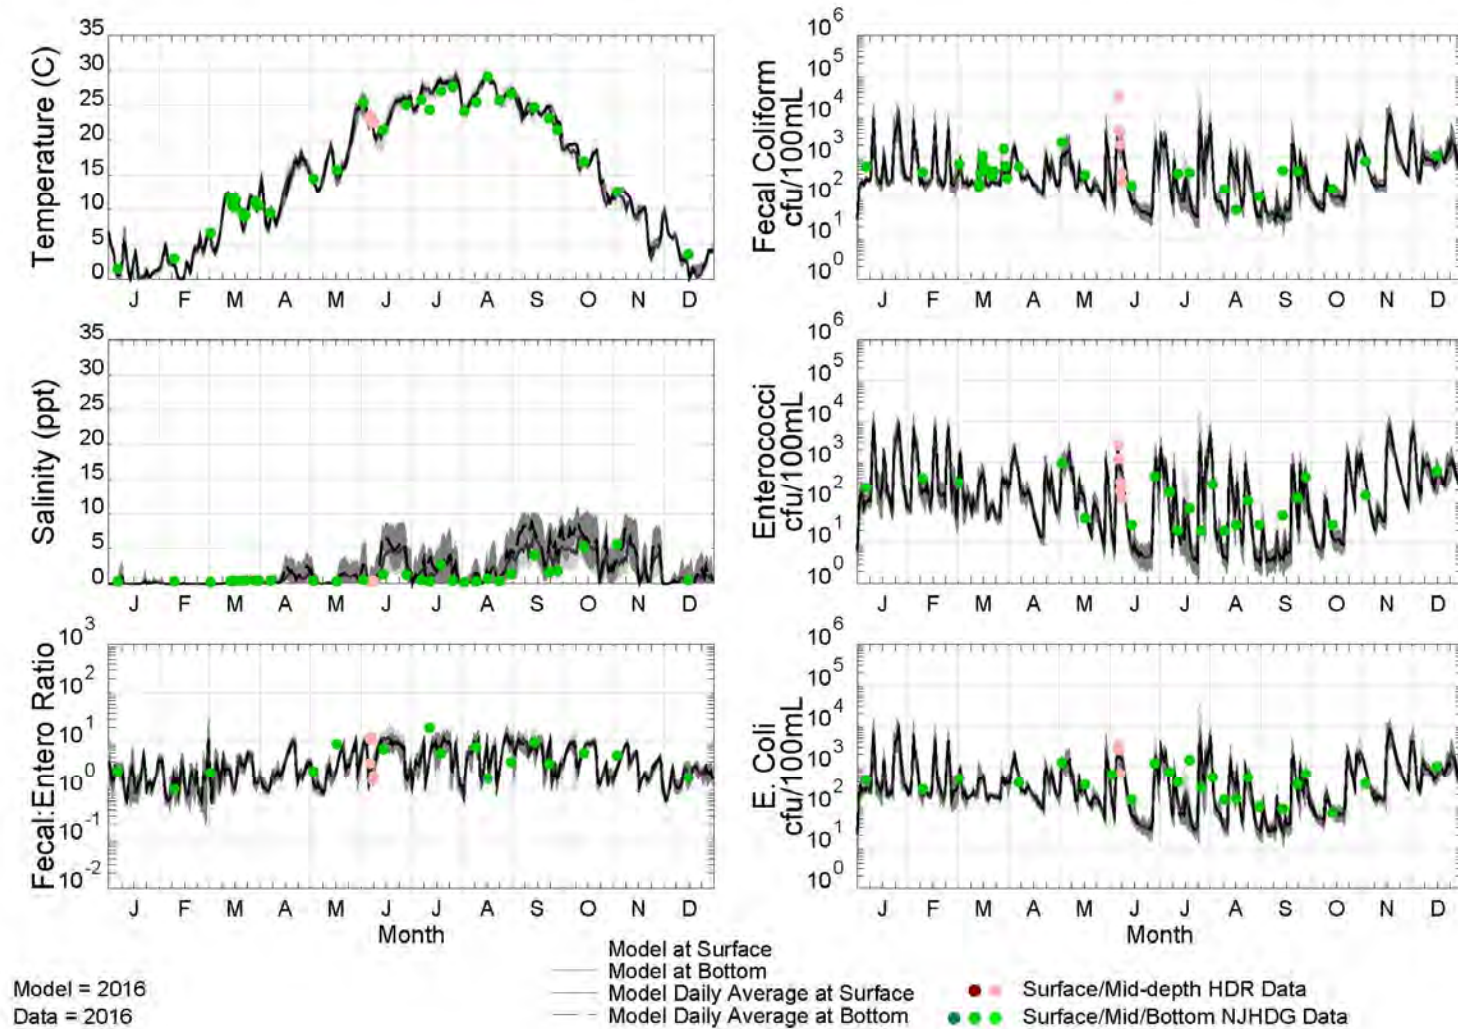 35
30
25
20
15
10
5
0
Temperature (C)
J F M A M J J A S O N D
10^6
10^5
10^4
10^3
10^2
10^1
10^0
Fecal Coliform
cfu/100mL
J F M A M J J A S O N D
35
30
25
20
15
10
5
0
Salinity (ppt)
J F M A M J J A S O N D
10^6
10^5
10^4
10^3
10^2
10^1
10^0
Enterococci
cfu/100mL
J F M A M J J A S O N D
10^3
10^2
10^1
10^0
10^-1
10^-2
Fecal:Entero Ratio
J F M A M J J A S O N D
Month
10^6
10^5
10^4
10^3
10^2
10^1
10^0
E. Coli
cfu/100mL
J F M A M J J A S O N D
Month
Model at Surface
Model at Bottom
Model Daily Average at Surface
Model Daily Average at Bottom
Surface/Mid-depth HDR Data
Surface/Mid/Bottom NJHDG Data
Model = 2016
Data = 2016